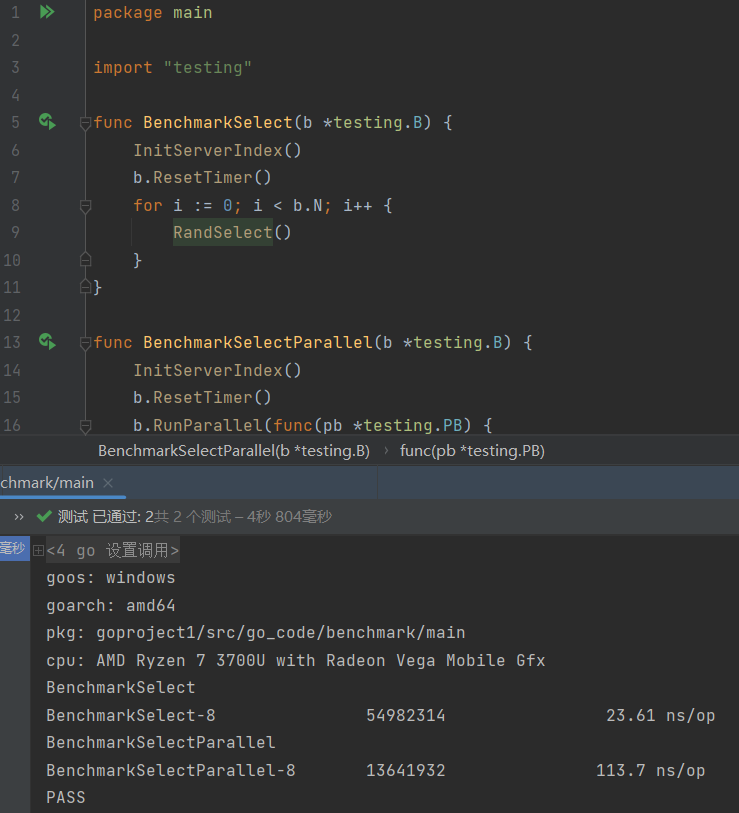 1 package main
2
3 import "testing"
4
5 func BenchmarkSelect(b *testing.B) {
6 InitServerIndex()
7 b.ResetTimer()
8 for i := 0; i < b.N; i++ {
9 RandSelect()
10 }
11 }
12
13 func BenchmarkSelectParallel(b *testing.B) {
14 InitServerIndex()
15 b.ResetTimer()
16 b.RunParallel(func(pb *testing.PB) {
BenchmarkSelectParallel(b *testing.B) › func(pb *testing.PB)
chmark/main ×
» 测试 已通过: 2共 2 个测试 – 4秒 804毫秒
毫秒 <4 go 设置调用>
goos: windows
goarch: amd64
pkg: goproject1/src/go_code/benchmark/main
cpu: AMD Ryzen 7 3700U with Radeon Vega Mobile Gfx
BenchmarkSelect
BenchmarkSelect-8 54982314 23.61 ns/op
BenchmarkSelectParallel
BenchmarkSelectParallel-8 13641932 113.7 ns/op
PASS